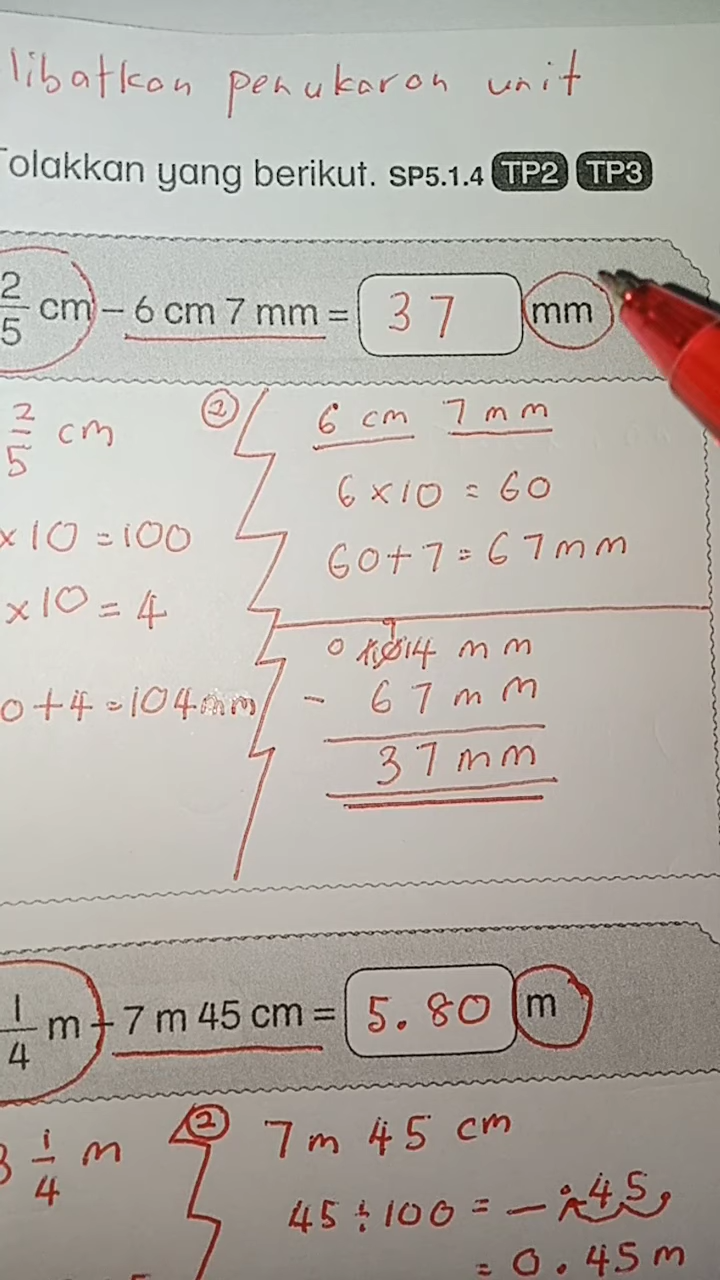 libatkan penukaran unit
Tolakkan yang berikut. SP5.1.4 TP2 TP3
2/5 cm – 6 cm 7 mm = 37 mm
2/5 cm
× 10 = 100
× 10 = 4
0 + 4 = 104 mm
②
6 cm 7 mm
6 × 10 = 60
60 + 7 = 67 mm
104 mm
- 67 mm
37 mm
1/4 m – 7 m 45 cm = 5.80 m
3 1/4 m
② 7 m 45 cm
45 ÷ 100 =
= 0.45 m